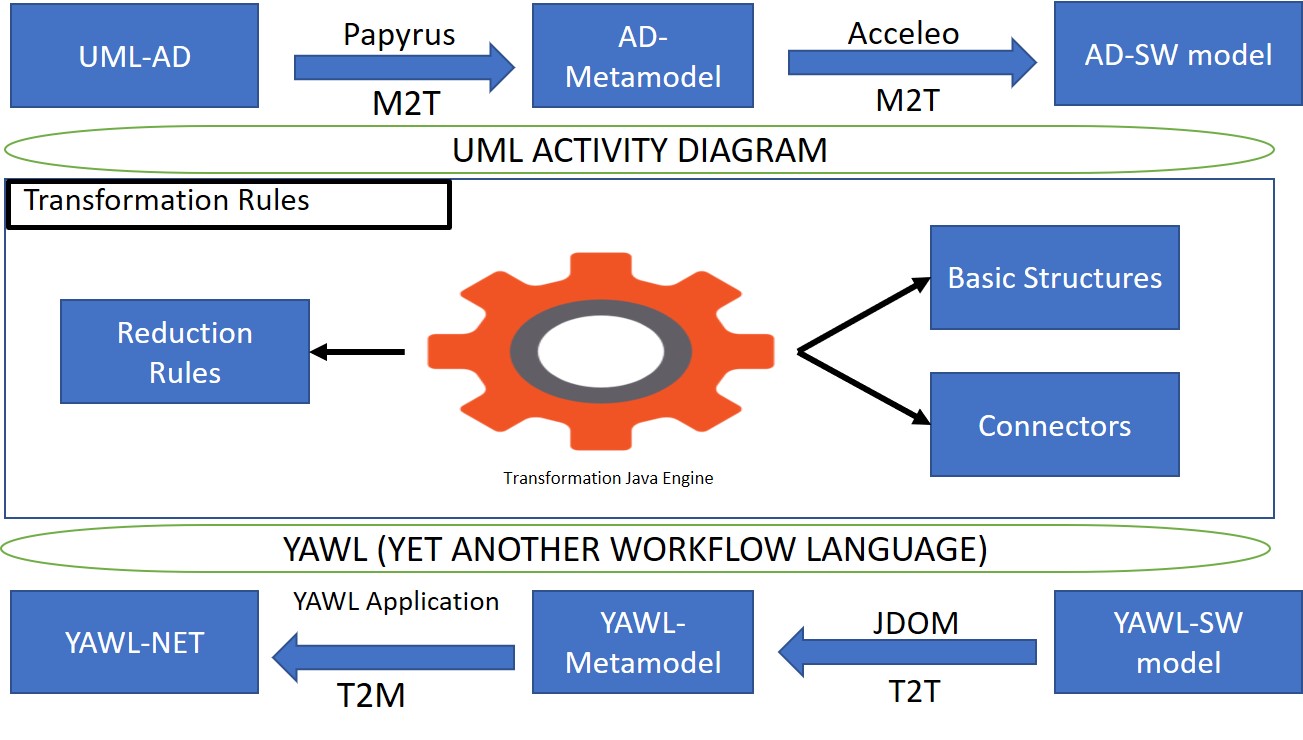 UML-AD
Papyrus
M2T
AD-
Metamodel
Acceleo
M2T
AD-SW model
UML ACTIVITY DIAGRAM
Transformation Rules
Reduction
Rules
Transformation Java Engine
Basic Structures
Connectors
YAWL (YET ANOTHER WORKFLOW LANGUAGE)
YAWL-NET
YAWL Application
T2M
YAWL-
Metamodel
JDOM
T2T
YAWL-SW
model